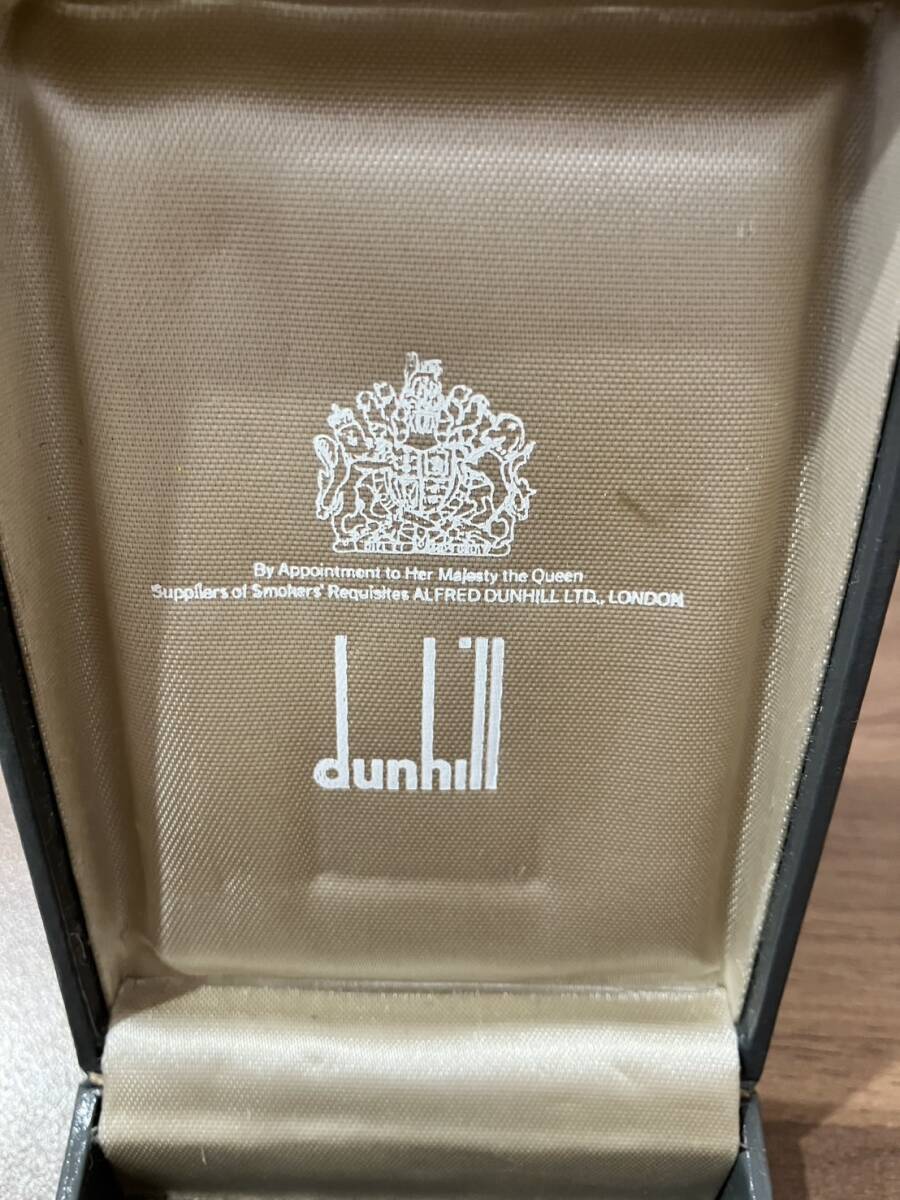 By Appointment to Her Majesty the Queen
Suppliers of Smokers' Requisites ALFRED DUNHILL LTD., LONDON
dunhill